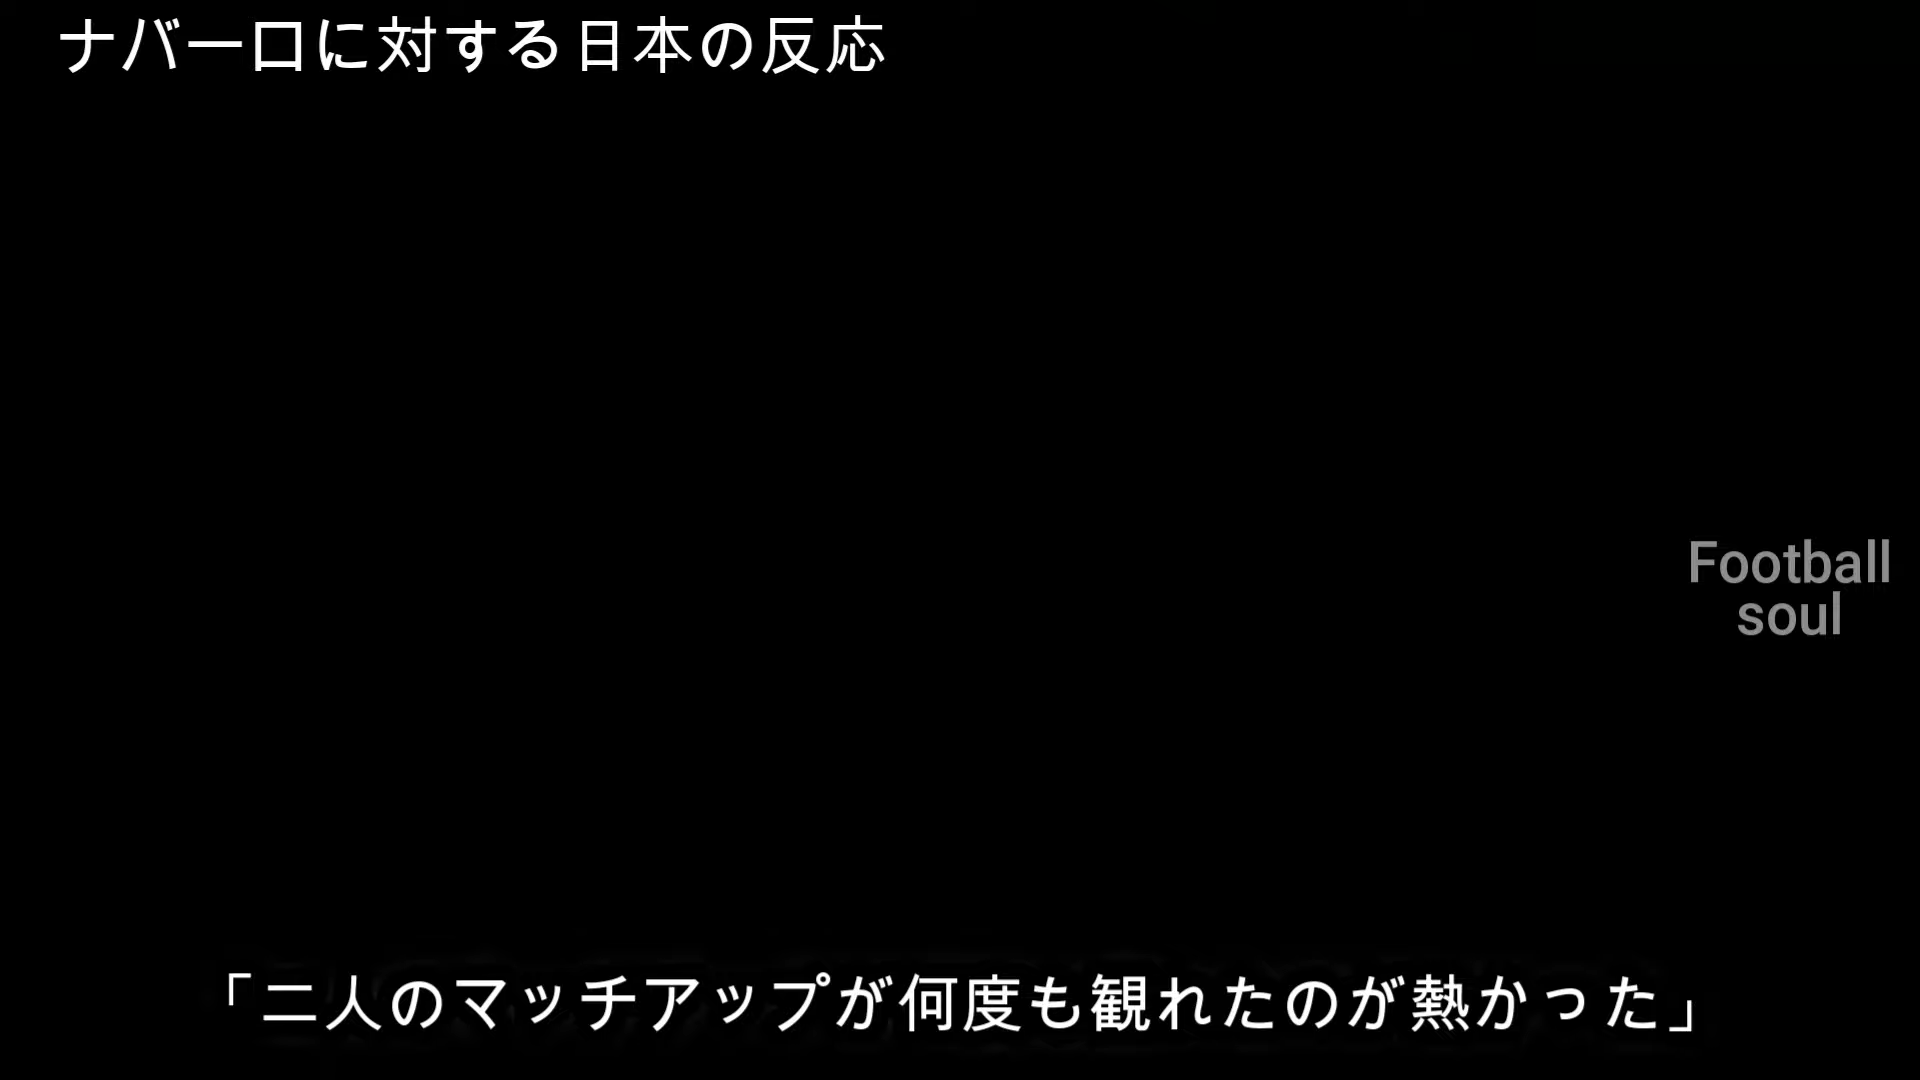 ナバーロに対する日本の反応
Football
soul
「二人のマッチアップが何度も観れたのが熱かった」